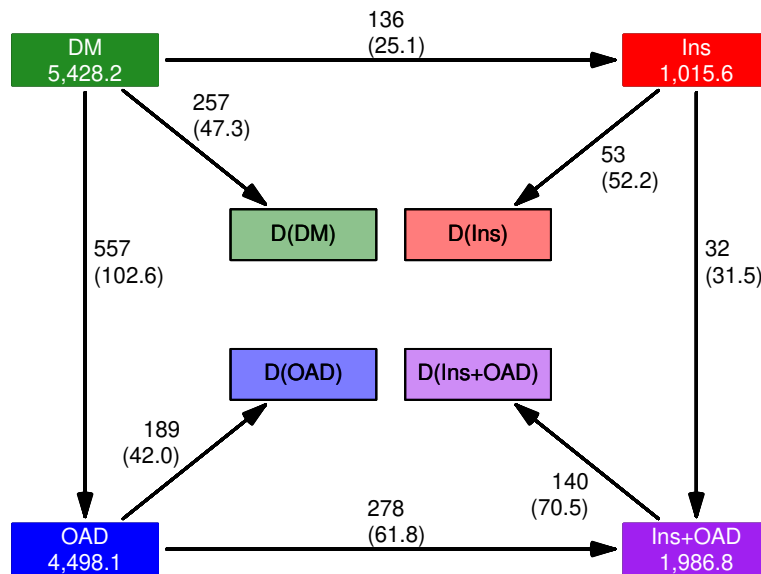 136
(25.1)
DM
5,428.2
Ins
1,015.6
257
(47.3)
53
(52.2)
D(DM)
D(Ins)
557
(102.6)
32
(31.5)
D(OAD)
D(Ins+OAD)
189
(42.0)
140
(70.5)
278
(61.8)
OAD
4,498.1
Ins+OAD
1,986.8